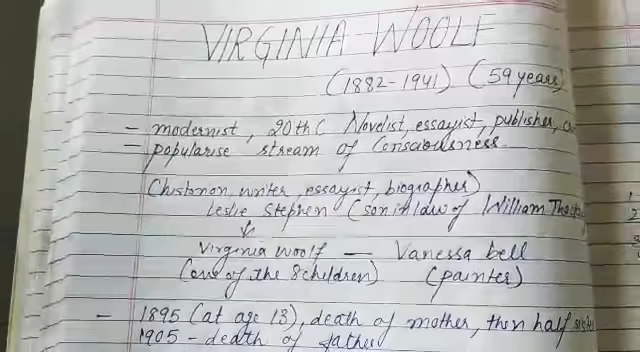 VIRGINIA WOOLF
(1882-1941) (59 years)
- modernist, 20th C Novelist, essayist, publisher,
- popularise stream of Consciousness.
writer, essayist, biographer)
Leslie Stephen (son in law of William
Virginia Woolf — Vanessa bell
(one of the 8 children) (painter)
- 1895 (at age 13), death of mother, then half
1905 - death of father